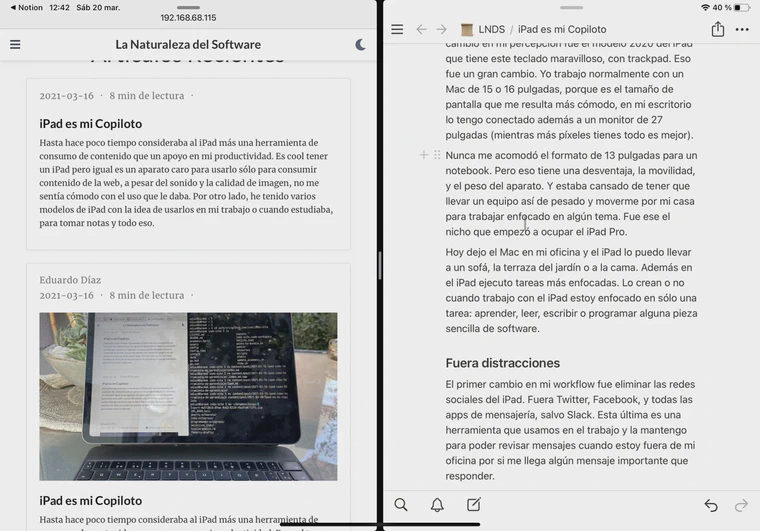 Notion 12:42 Sáb 20 mar.
192.168.68.115
La Naturaleza del Software
Artículos Recientes
2021-03-16 · 8 min de lectura ·
iPad es mi Copiloto
Hasta hace poco tiempo consideraba al iPad más una herramienta de
consumo de contenido que un apoyo en mi productividad. Es cool tener
un iPad pero igual es un aparato caro para usarlo sólo para consumir
contenido de la web, a pesar del sonido y la calidad de imagen, no me
sentía cómodo con el uso que le daba. Por otro lado, he tenido varios
modelos de iPad con la idea de usarlos en mi trabajo o cuando estudiaba,
para tomar notas y todo eso.
Eduardo Díaz
2021-03-16 · 8 min de lectura ·
iPad es mi Copiloto
Hasta hace poco tiempo consideraba al iPad más una herramienta de
40 %
LNDS / iPad es mi Copiloto
cambió en mi percepción fue el modelo 2020 del iPad
que tiene este teclado maravilloso, con trackpad. Eso
fue un gran cambio. Yo trabajo normalmente con un
Mac de 15 o 16 pulgadas, porque es el tamaño de
pantalla que me resulta más cómodo, en mi escritorio
lo tengo conectado además a un monitor de 27
pulgadas (mientras más píxeles tienes todo es mejor).
Nunca me acomodó el formato de 13 pulgadas para un
notebook. Pero eso tiene una desventaja, la movilidad,
y el peso del aparato. Y estaba cansado de tener que
llevar un equipo así de pesado y moverme por mi casa
para trabajar enfocado en algún tema. Fue ese el
nicho que empezó a ocupar el iPad Pro.
Hoy dejo el Mac en mi oficina y el iPad lo puedo llevar
a un sofá, la terraza del jardín o a la cama. Además en
el iPad ejecuto tareas más enfocadas. Lo crean o no
cuando trabajo con el iPad estoy enfocado en sólo una
tarea: aprender, leer, escribir o programar alguna pieza
sencilla de software.
Fuera distracciones
El primer cambio en mi workflow fue eliminar las redes
sociales del iPad. Fuera Twitter, Facebook, y todas las
apps de mensajería, salvo Slack. Esta última es una
herramienta que usamos en el trabajo y la mantengo
para poder revisar mensajes cuando estoy fuera de mi
oficina por si me llega algún mensaje importante que
responder.